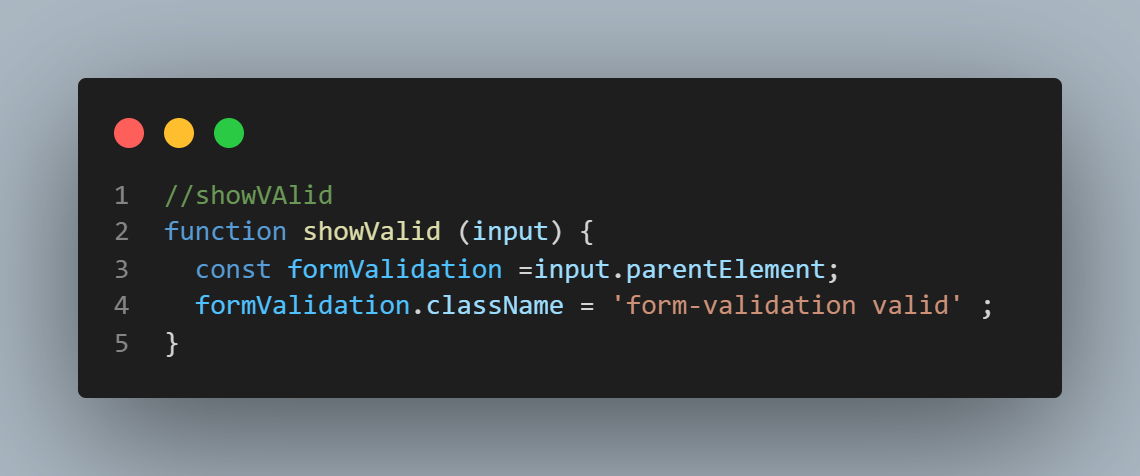 1 //showVAlid
2 function showValid (input) {
3   const formValidation =input.parentElement;
4   formValidation.className = 'form-validation valid' ;
5 }